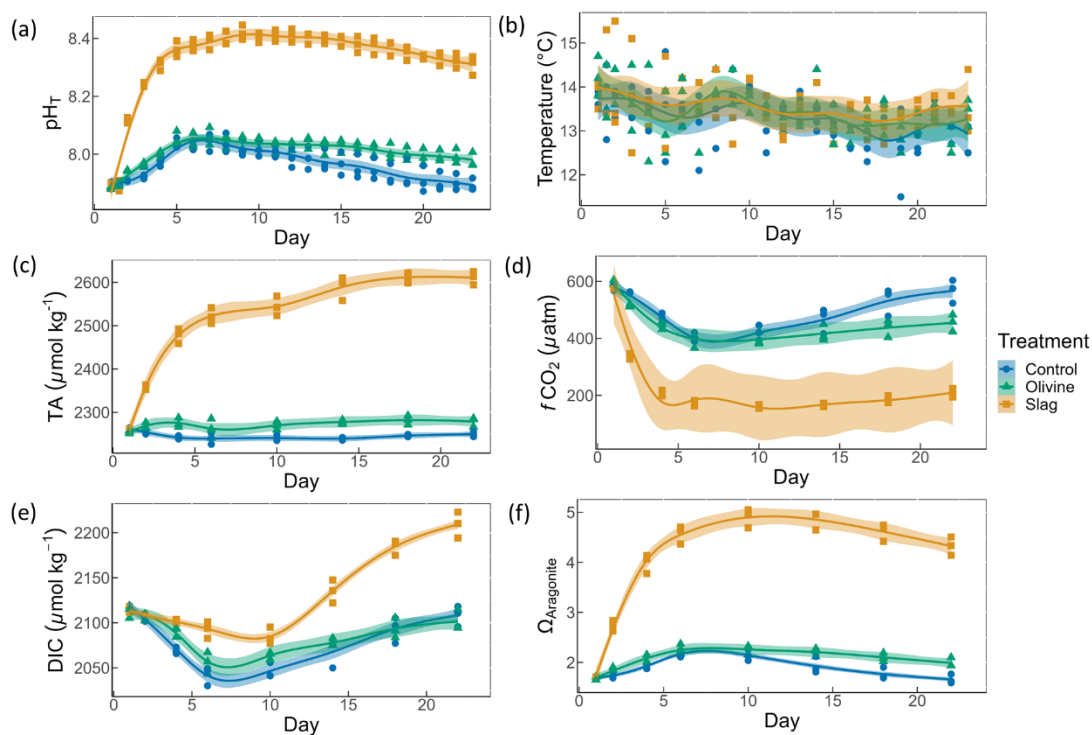 (a)
pHT
8.4
8.2
8.0
0 5 10 15 20
Day
(b)
Temperature (°C)
15
14
13
12
0 5 10 15 20
Day
(c)
TA (µmol kg⁻¹)
2600
2500
2400
2300
0 5 10 15 20
Day
(d)
f CO₂ (µatm)
600
400
200
0 5 10 15 20
Day
Treatment
Control
Olivine
Slag
(e)
DIC (µmol kg⁻¹)
2200
2150
2100
2050
0 5 10 15 20
Day
(f)
ΩAragonite
5
4
3
2
0 5 10 15 20
Day